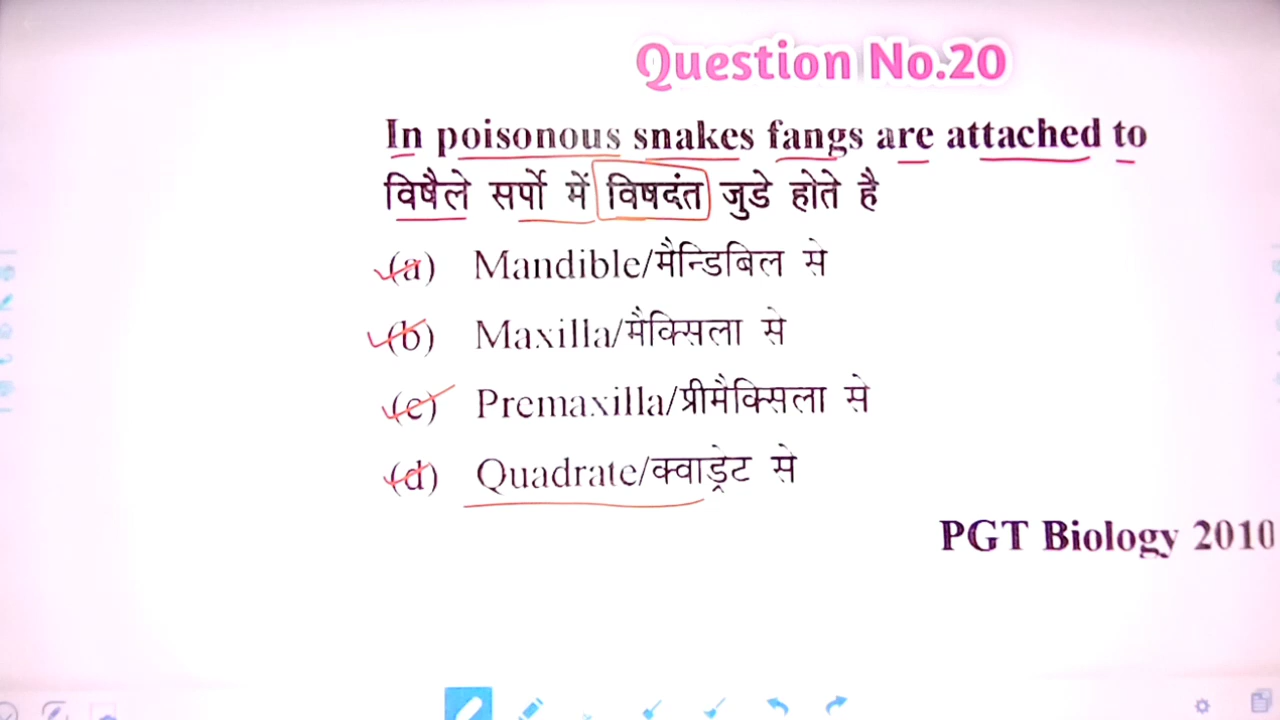 Question No.20
In poisonous snakes fangs are attached to
विषैले सर्पो में विषदंत जुडे होते है
(a) Mandible/मैन्डिबिल से
(b) Maxilla/मैक्सिला से
(c) Premaxilla/प्रीमैक्सिला से
(d) Quadrate/क्वाड्रेट से
PGT Biology 2010